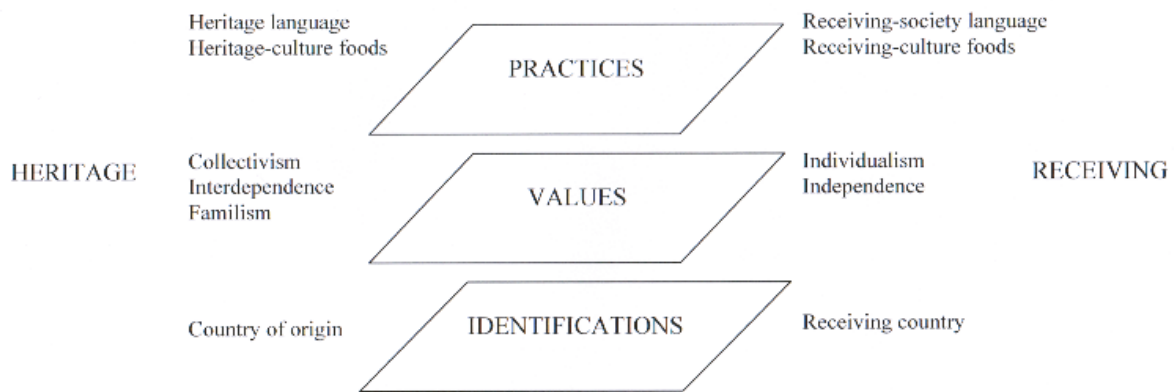 Heritage language
Heritage-culture foods
PRACTICES
Receiving-society language
Receiving-culture foods
HERITAGE
Collectivism
Interdependence
Familism
VALUES
Individualism
Independence
RECEIVING
Country of origin
IDENTIFICATIONS
Receiving country